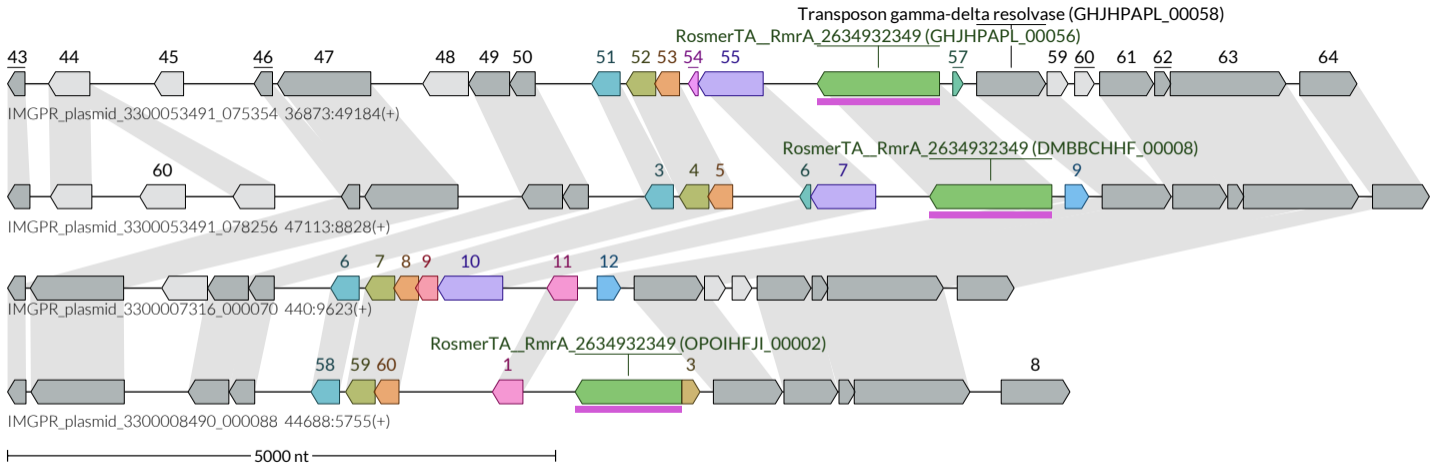 Transposon gamma-delta resolvase (GHJHPAPL_00058)
RosmerTA__RmrA_2634932349 (GHJHPAPL_00056)
43 44 45 46 47 48 49 50 51 52 53 54 55 57 59 60 61 62 63 64
IMGPR_plasmid_3300053491_075354 36873:49184(+)
RosmerTA__RmrA_2634932349 (DMBBCHHF_00008)
60 3 4 5 6 7 9
IMGPR_plasmid_3300053491_078256 47113:8828(+)
6 7 8 9 10 11 12
IMGPR_plasmid_3300007316_000070 440:9623(+)
RosmerTA__RmrA_2634932349 (OPOIHFJI_00002)
58 59 60 1 3 8
IMGPR_plasmid_3300008490_000088 44688:5755(+)
5000 nt